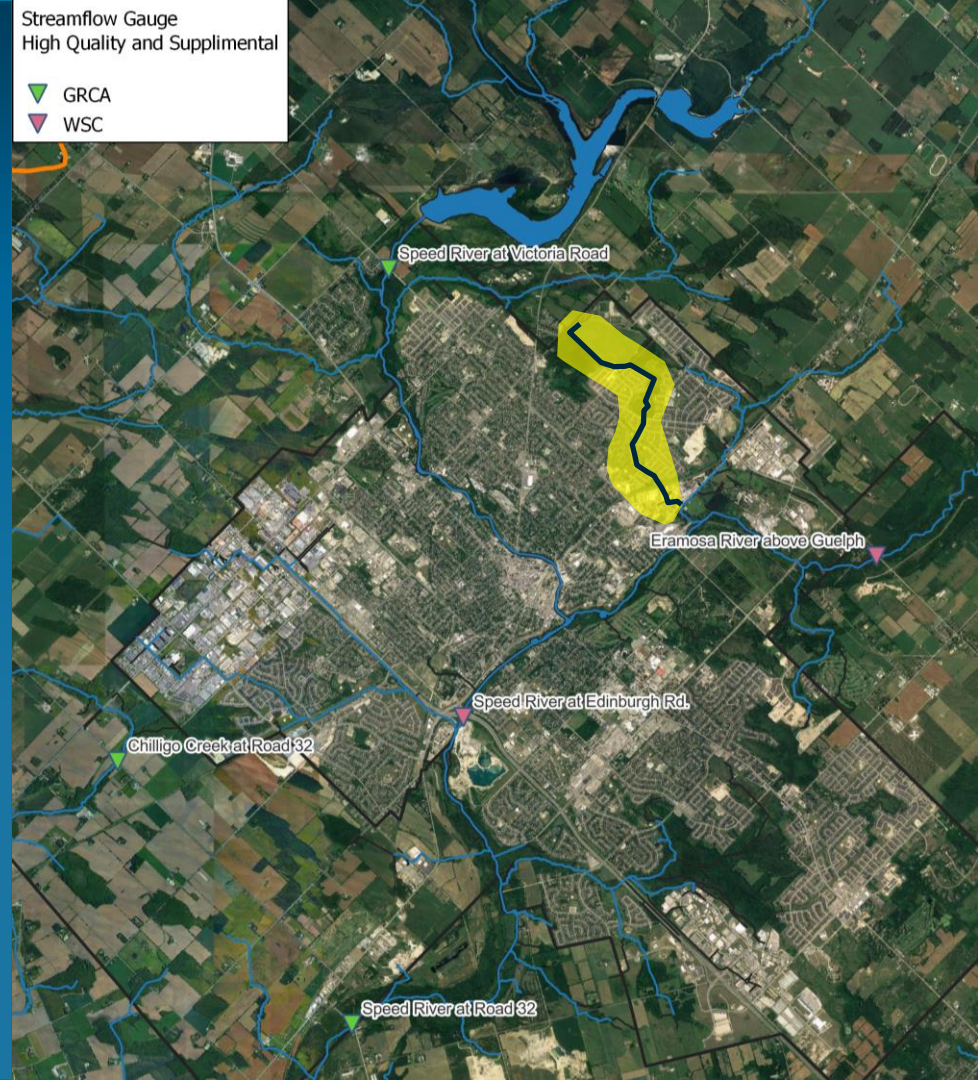 Streamflow Gauge
High Quality and Supplimental
GRCA
WSC
Speed River at Victoria Road
Eramosa River above Guelph
Speed River at Edinburgh Rd.
Chilligo Creek at Road 32
Speed River at Road 32